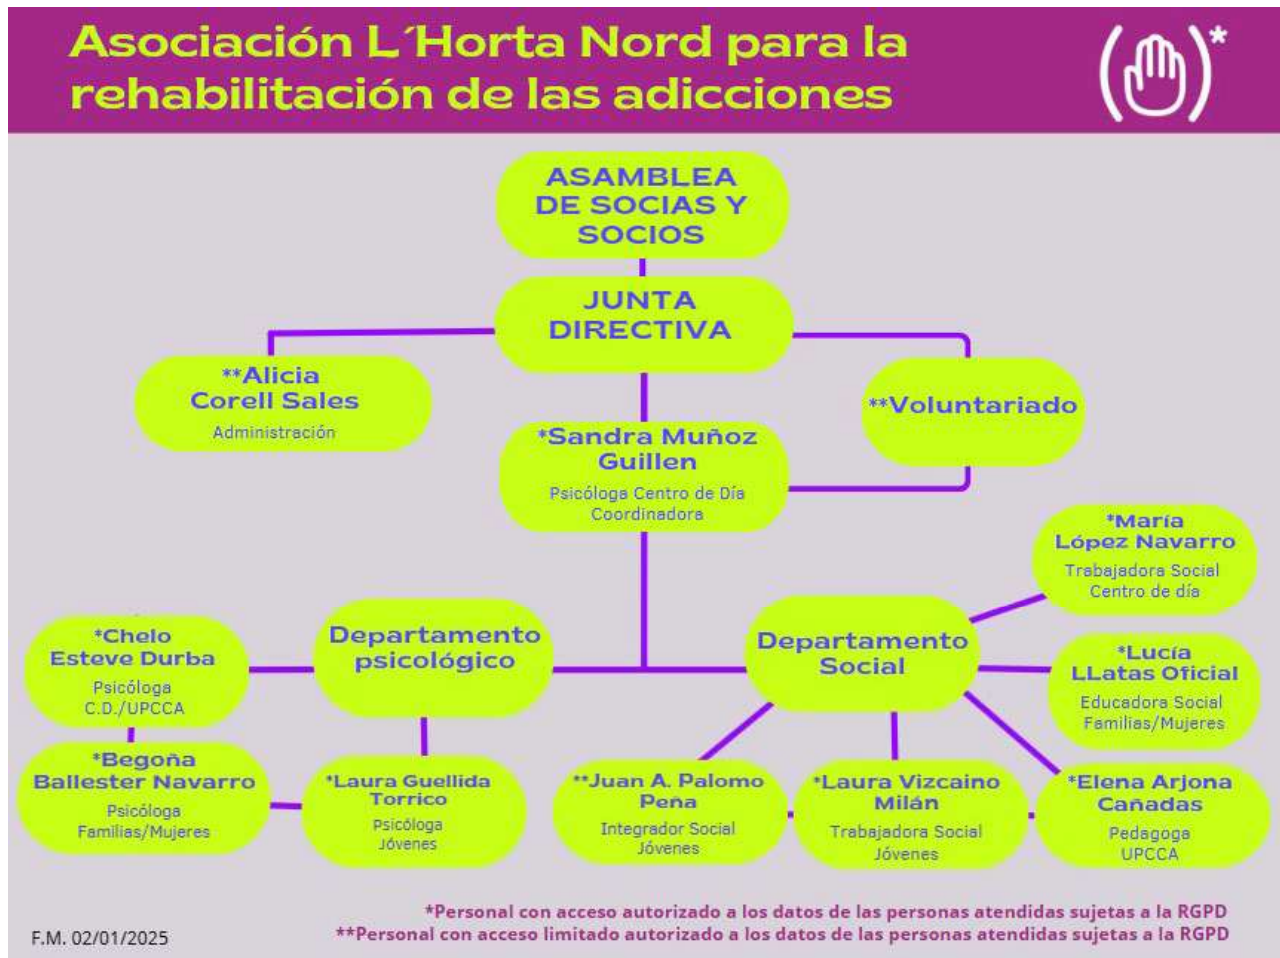 Asociación L´Horta Nord para la
rehabilitación de las adicciones
( )*
ASAMBLEA
DE SOCIAS Y
SOCIOS
JUNTA
DIRECTIVA
**Alicia
Corell Sales
Administración
**Voluntariado
*Sandra Muñoz
Guillen
Psicóloga Centro de Día
Coordinadora
*María
López Navarro
Trabajadora Social
Centro de día
*Chelo
Esteve Durba
Psicóloga
C.D./UPCCA
Departamento
psicológico
Departamento
Social
*Lucía
LLatas Oficial
Educadora Social
Familias/Mujeres
*Begoña
Ballester Navarro
Psicóloga
Familias/Mujeres
*Laura Guellida
Torrico
Psicóloga
Jóvenes
**Juan A. Palomo
Peña
Integrador Social
Jóvenes
*Laura Vizcaino
Milán
Trabajadora Social
Jóvenes
*Elena Arjona
Cañadas
Pedagoga
UPCCA
*Personal con acceso autorizado a los datos de las personas atendidas sujetas a la RGPD
F.M. 02/01/2025
**Personal con acceso limitado autorizado a los datos de las personas atendidas sujetas a la RGPD